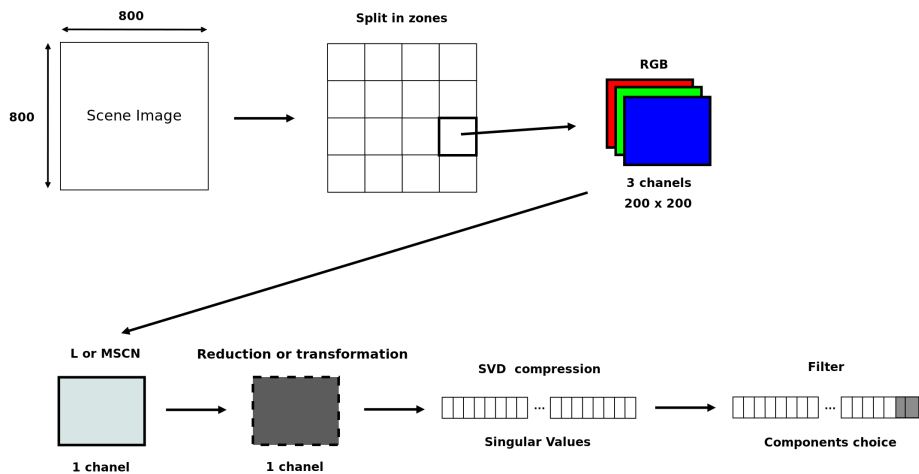 800
Split in zones
RGB
800
Scene Image
3 chanels
200 x 200
L or MSCN
Reduction or transformation
SVD compression
Filter
...
...
Singular Values
Components choice
1 chanel
1 chanel